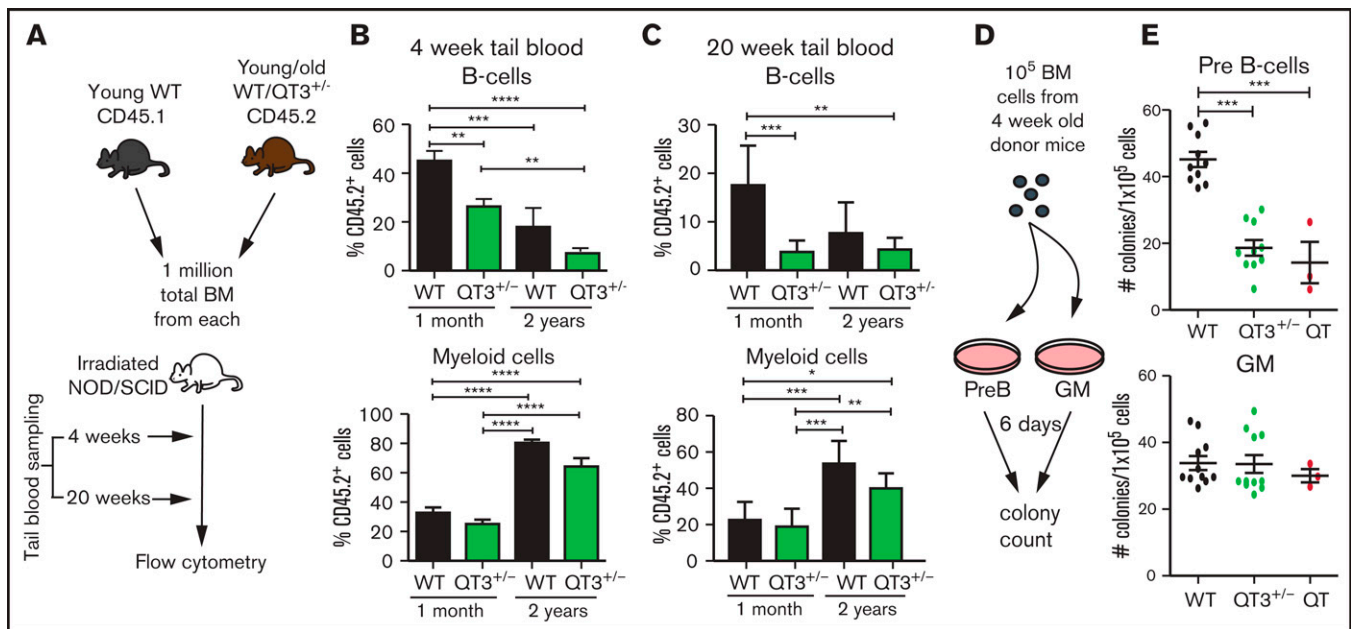 A
Young WT
CD45.1
Young/old
WT/QT3+/-
CD45.2
1 million
total BM
from each
Irradiated
NOD/SCID
Tail blood sampling
4 weeks
20 weeks
Flow cytometry
B
4 week tail blood
B-cells
****
***
**
**
% CD45.2+ cells
60
40
20
0
WT QT3+/− WT QT3+/-
1 month 2 years
Myeloid cells
****
****
****
****
% CD45.2+ cells
100
80
60
40
20
0
WT QT3+/− WT QT3+/−
1 month 2 years
C
20 week tail blood
B-cells
**
***
% CD45.2+ cells
30
20
10
0
WT QT3+/− WT QT3+/−
1 month 2 years
Myeloid cells
*
***
**
***
% CD45.2+ cells
80
60
40
20
0
WT QT3+/− WT QT3+/−
1 month 2 years
D
10⁵ BM
cells from
4 week old
donor mice
PreB GM
6 days
colony
count
E
Pre B-cells
***
***
# colonies/1x10⁵ cells
60
40
20
0
WT QT3+/− QT
GM
# colonies/1x10⁵ cells
60
40
20
0
WT QT3+/− QT